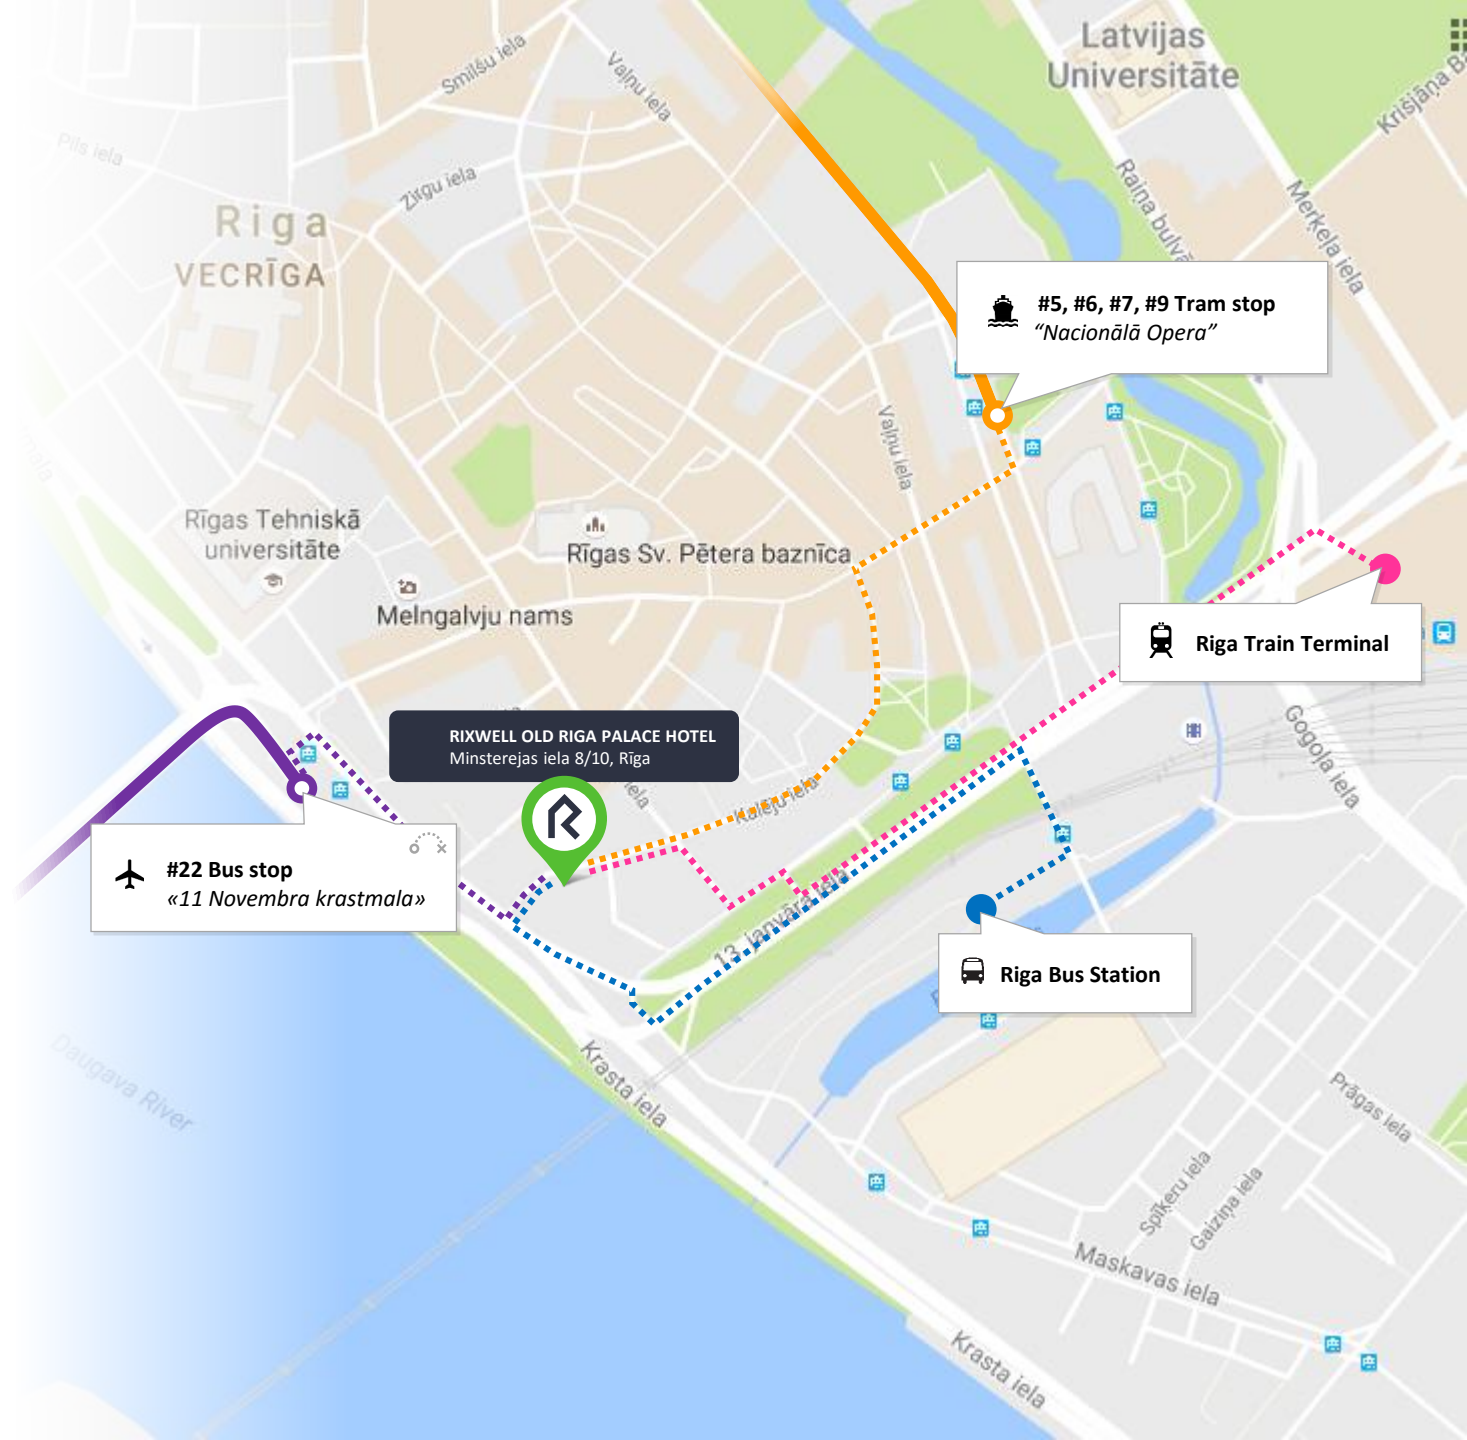 Latvijas
Universitāte
Smilšu iela
Vaļņu iela
Krišjāņa Ba
Pils iela
Zirgu iela
Raiņa bulvā
Merķeļa iela
Riga
VECRĪGA
#5, #6, #7, #9 Tram stop
“Nacionālā Opera”
Vaļņu iela
Rīgas Tehniskā
universitāte
Rīgas Sv. Pētera baznīca
Melngalvju nams
Riga Train Terminal
RIXWELL OLD RIGA PALACE HOTEL
Minsterejas iela 8/10, Rīga
Gogoļa iela
iela
Kalēju iela
#22 Bus stop
«11 Novembra krastmala»
13. janvāra iela
Riga Bus Station
Daugava River
Krasta iela
Prāgas iela
Spīķeru iela
Gaiziņa iela
Maskavas iela
Krasta iela